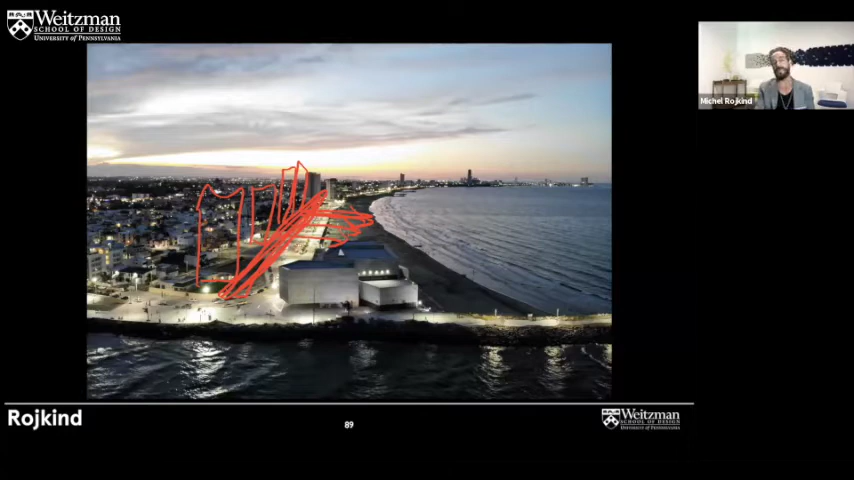 Weitzman
SCHOOL OF DESIGN
UNIVERSITY of PENNSYLVANIA
Michel Rojkind
Rojkind
89
Weitzman
SCHOOL OF DESIGN
UNIVERSITY of PENNSYLVANIA